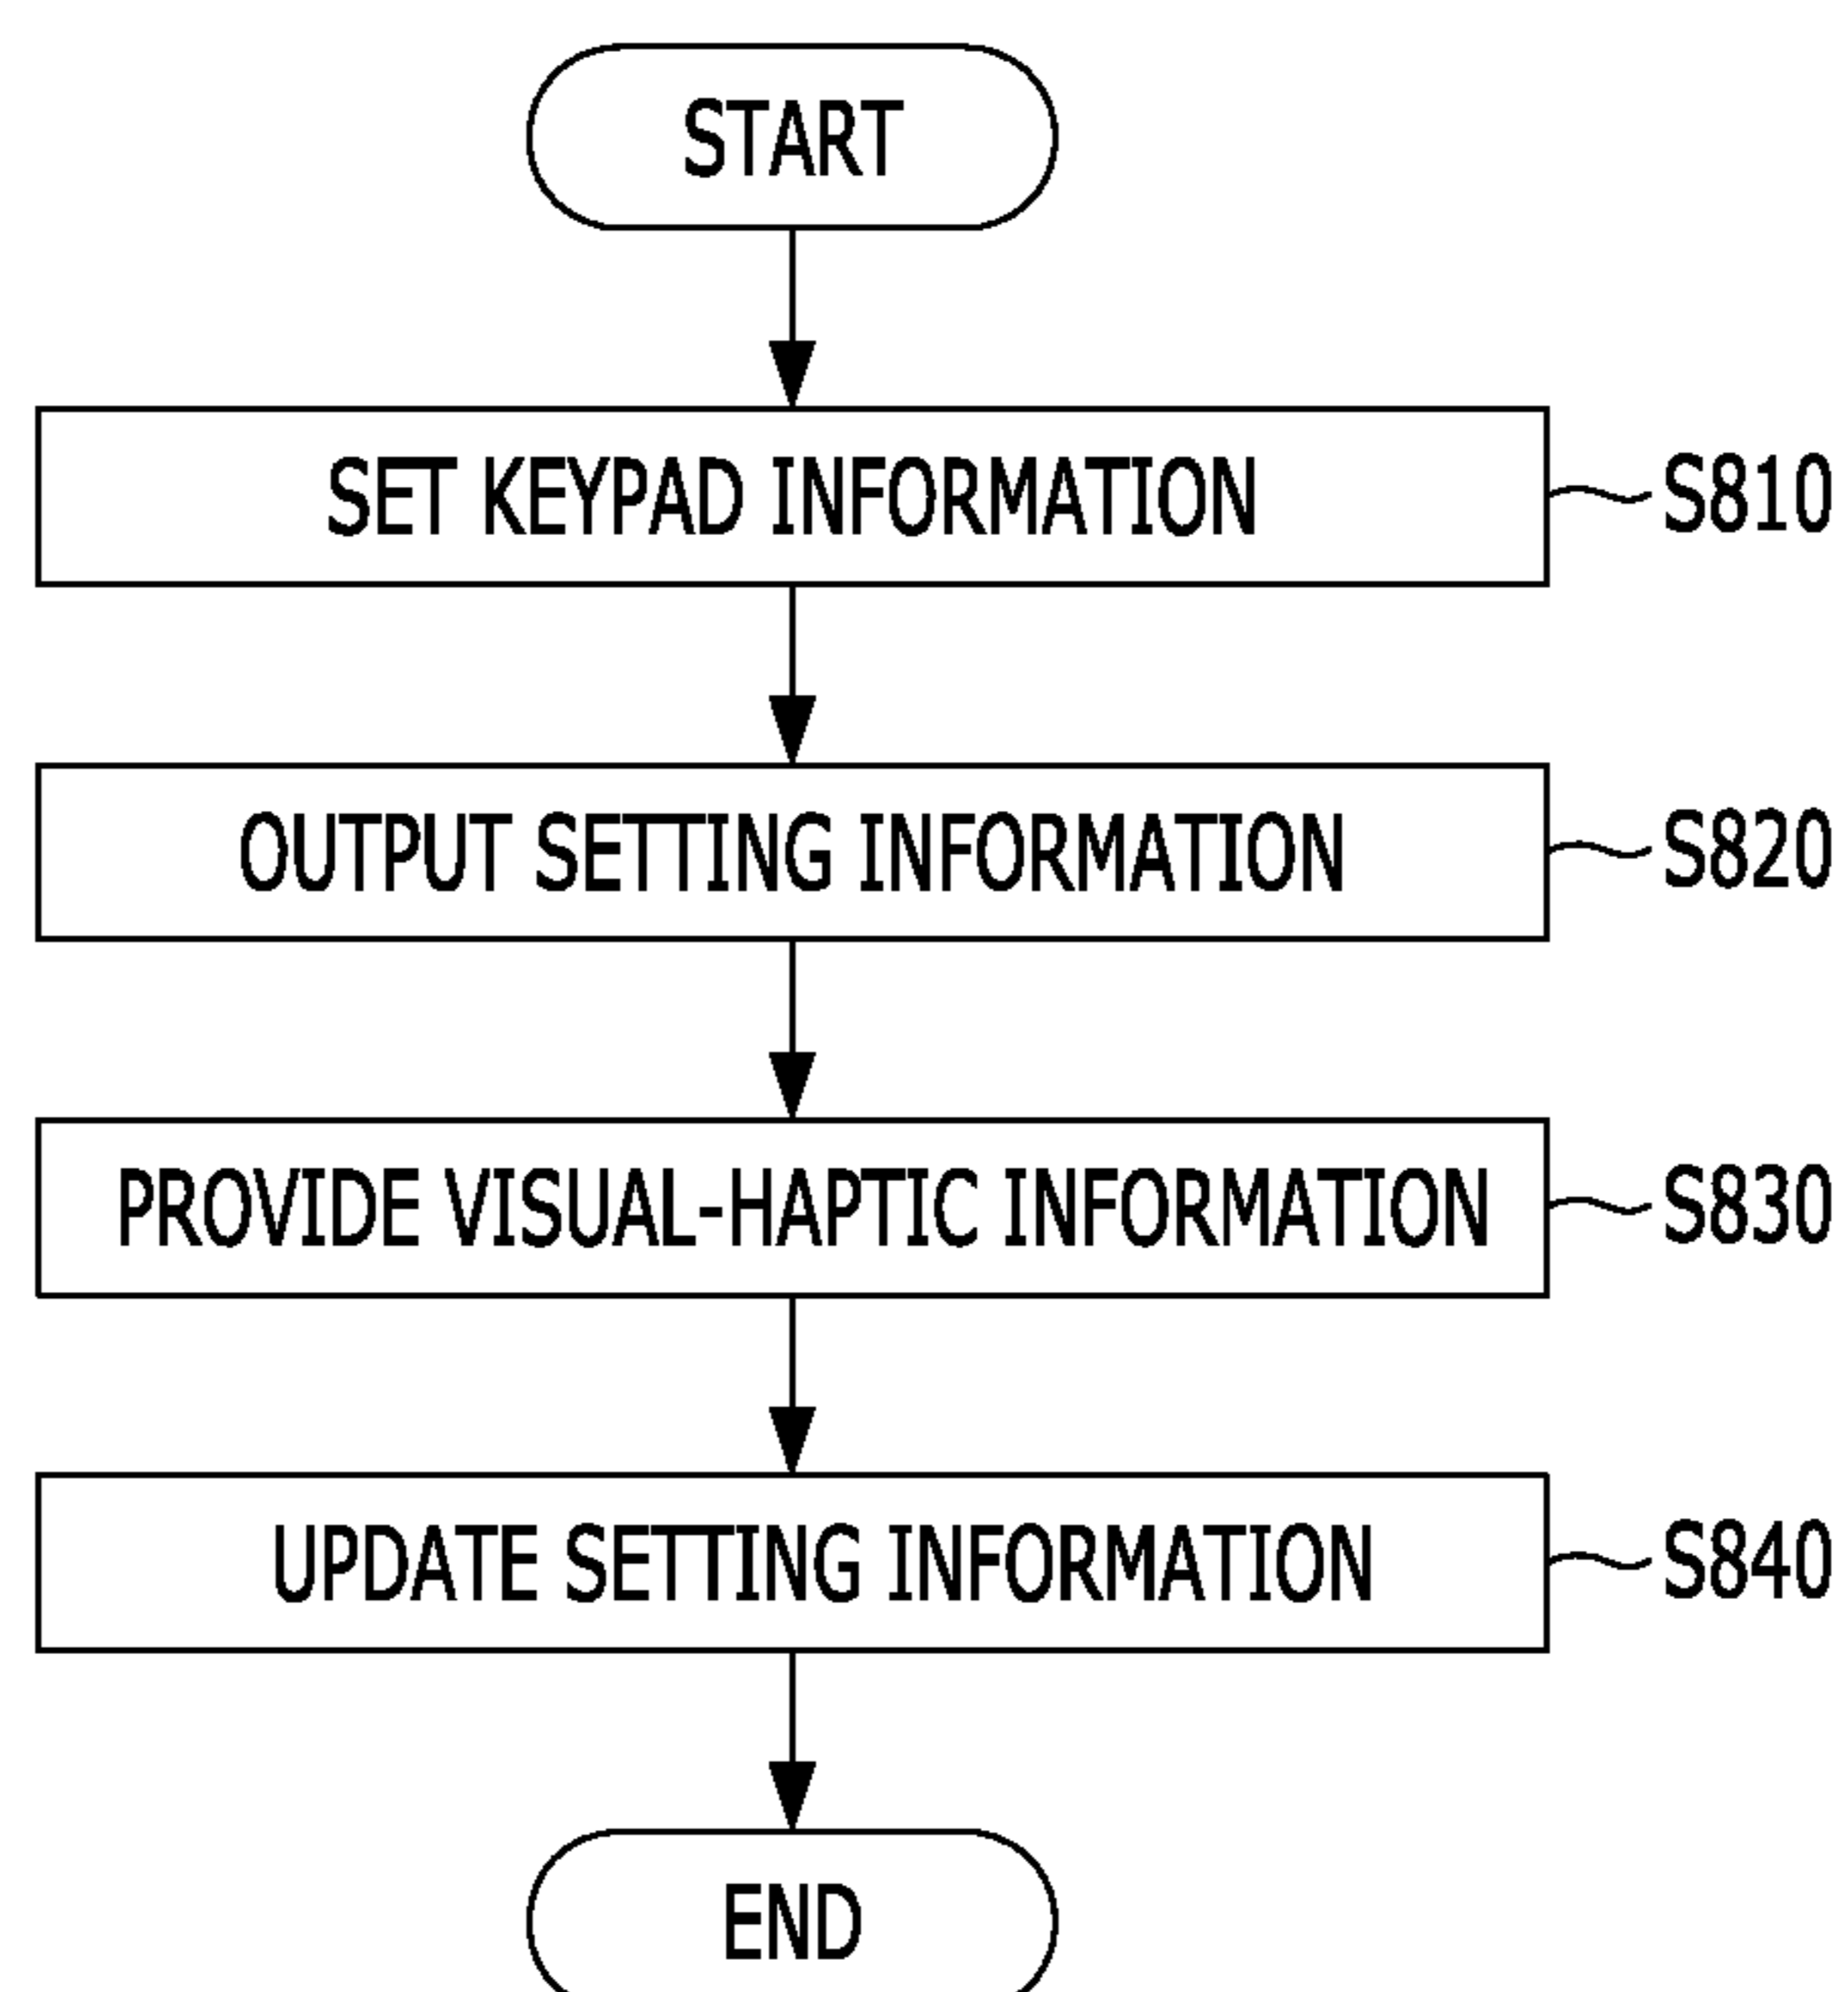 START
SET KEYPAD INFORMATION
S810
OUTPUT SETTING INFORMATION
S820
PROVIDE VISUAL-HAPTIC INFORMATION
S830
UPDATE SETTING INFORMATION
S840
END